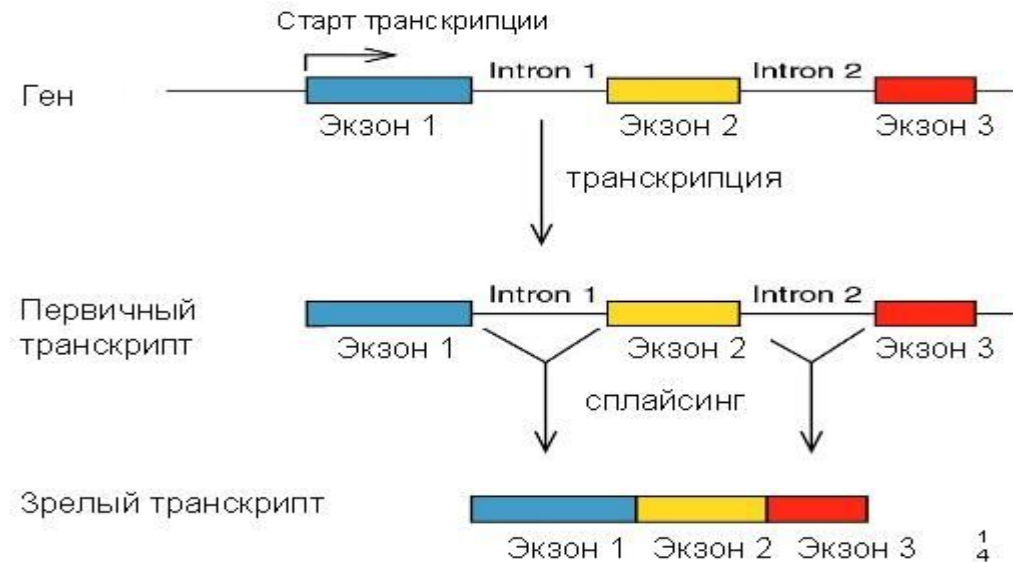 Старт транскрипции
Intron 1 Intron 2
Ген
Экзон 1 Экзон 2 Экзон 3
транскрипция
Intron 1 Intron 2
Первичный
транскрипт
Экзон 1 Экзон 2 Экзон 3
сплайсинг
Зрелый транскрипт
Экзон 1 Экзон 2 Экзон 3
1
4